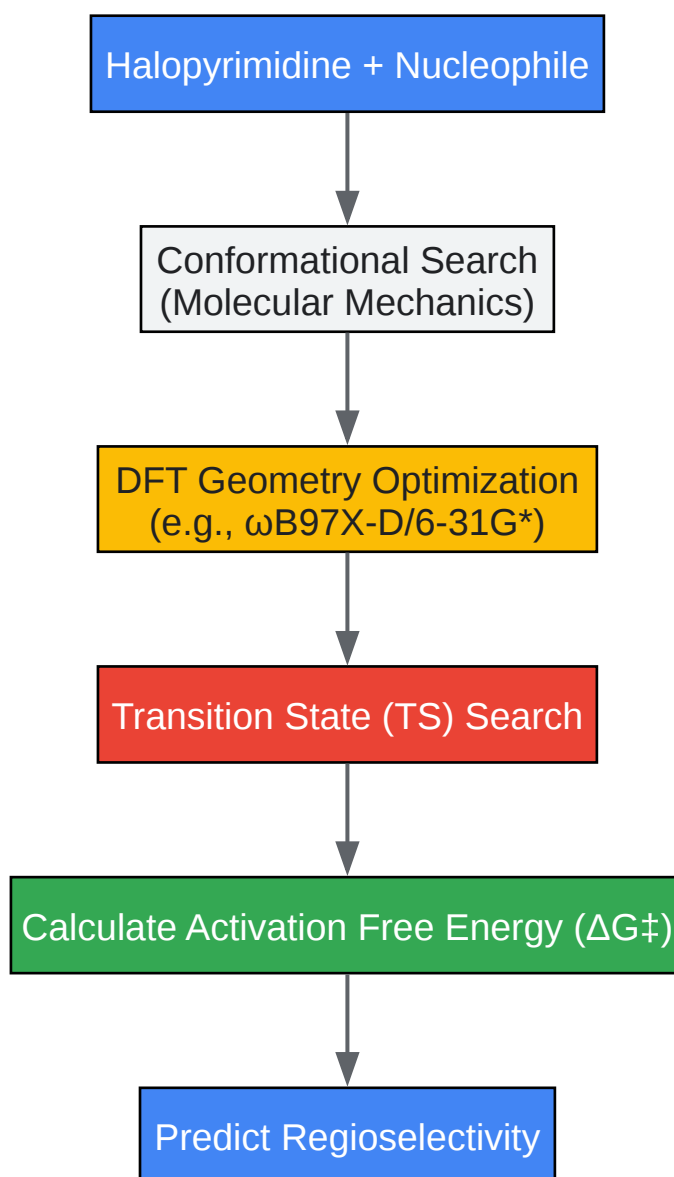 Halopyrimidine + Nucleophile
Conformational Search
(Molecular Mechanics)
DFT Geometry Optimization
(e.g., ωB97X-D/6-31G*)
Transition State (TS) Search
Calculate Activation Free Energy (ΔG‡)
Predict Regioselectivity